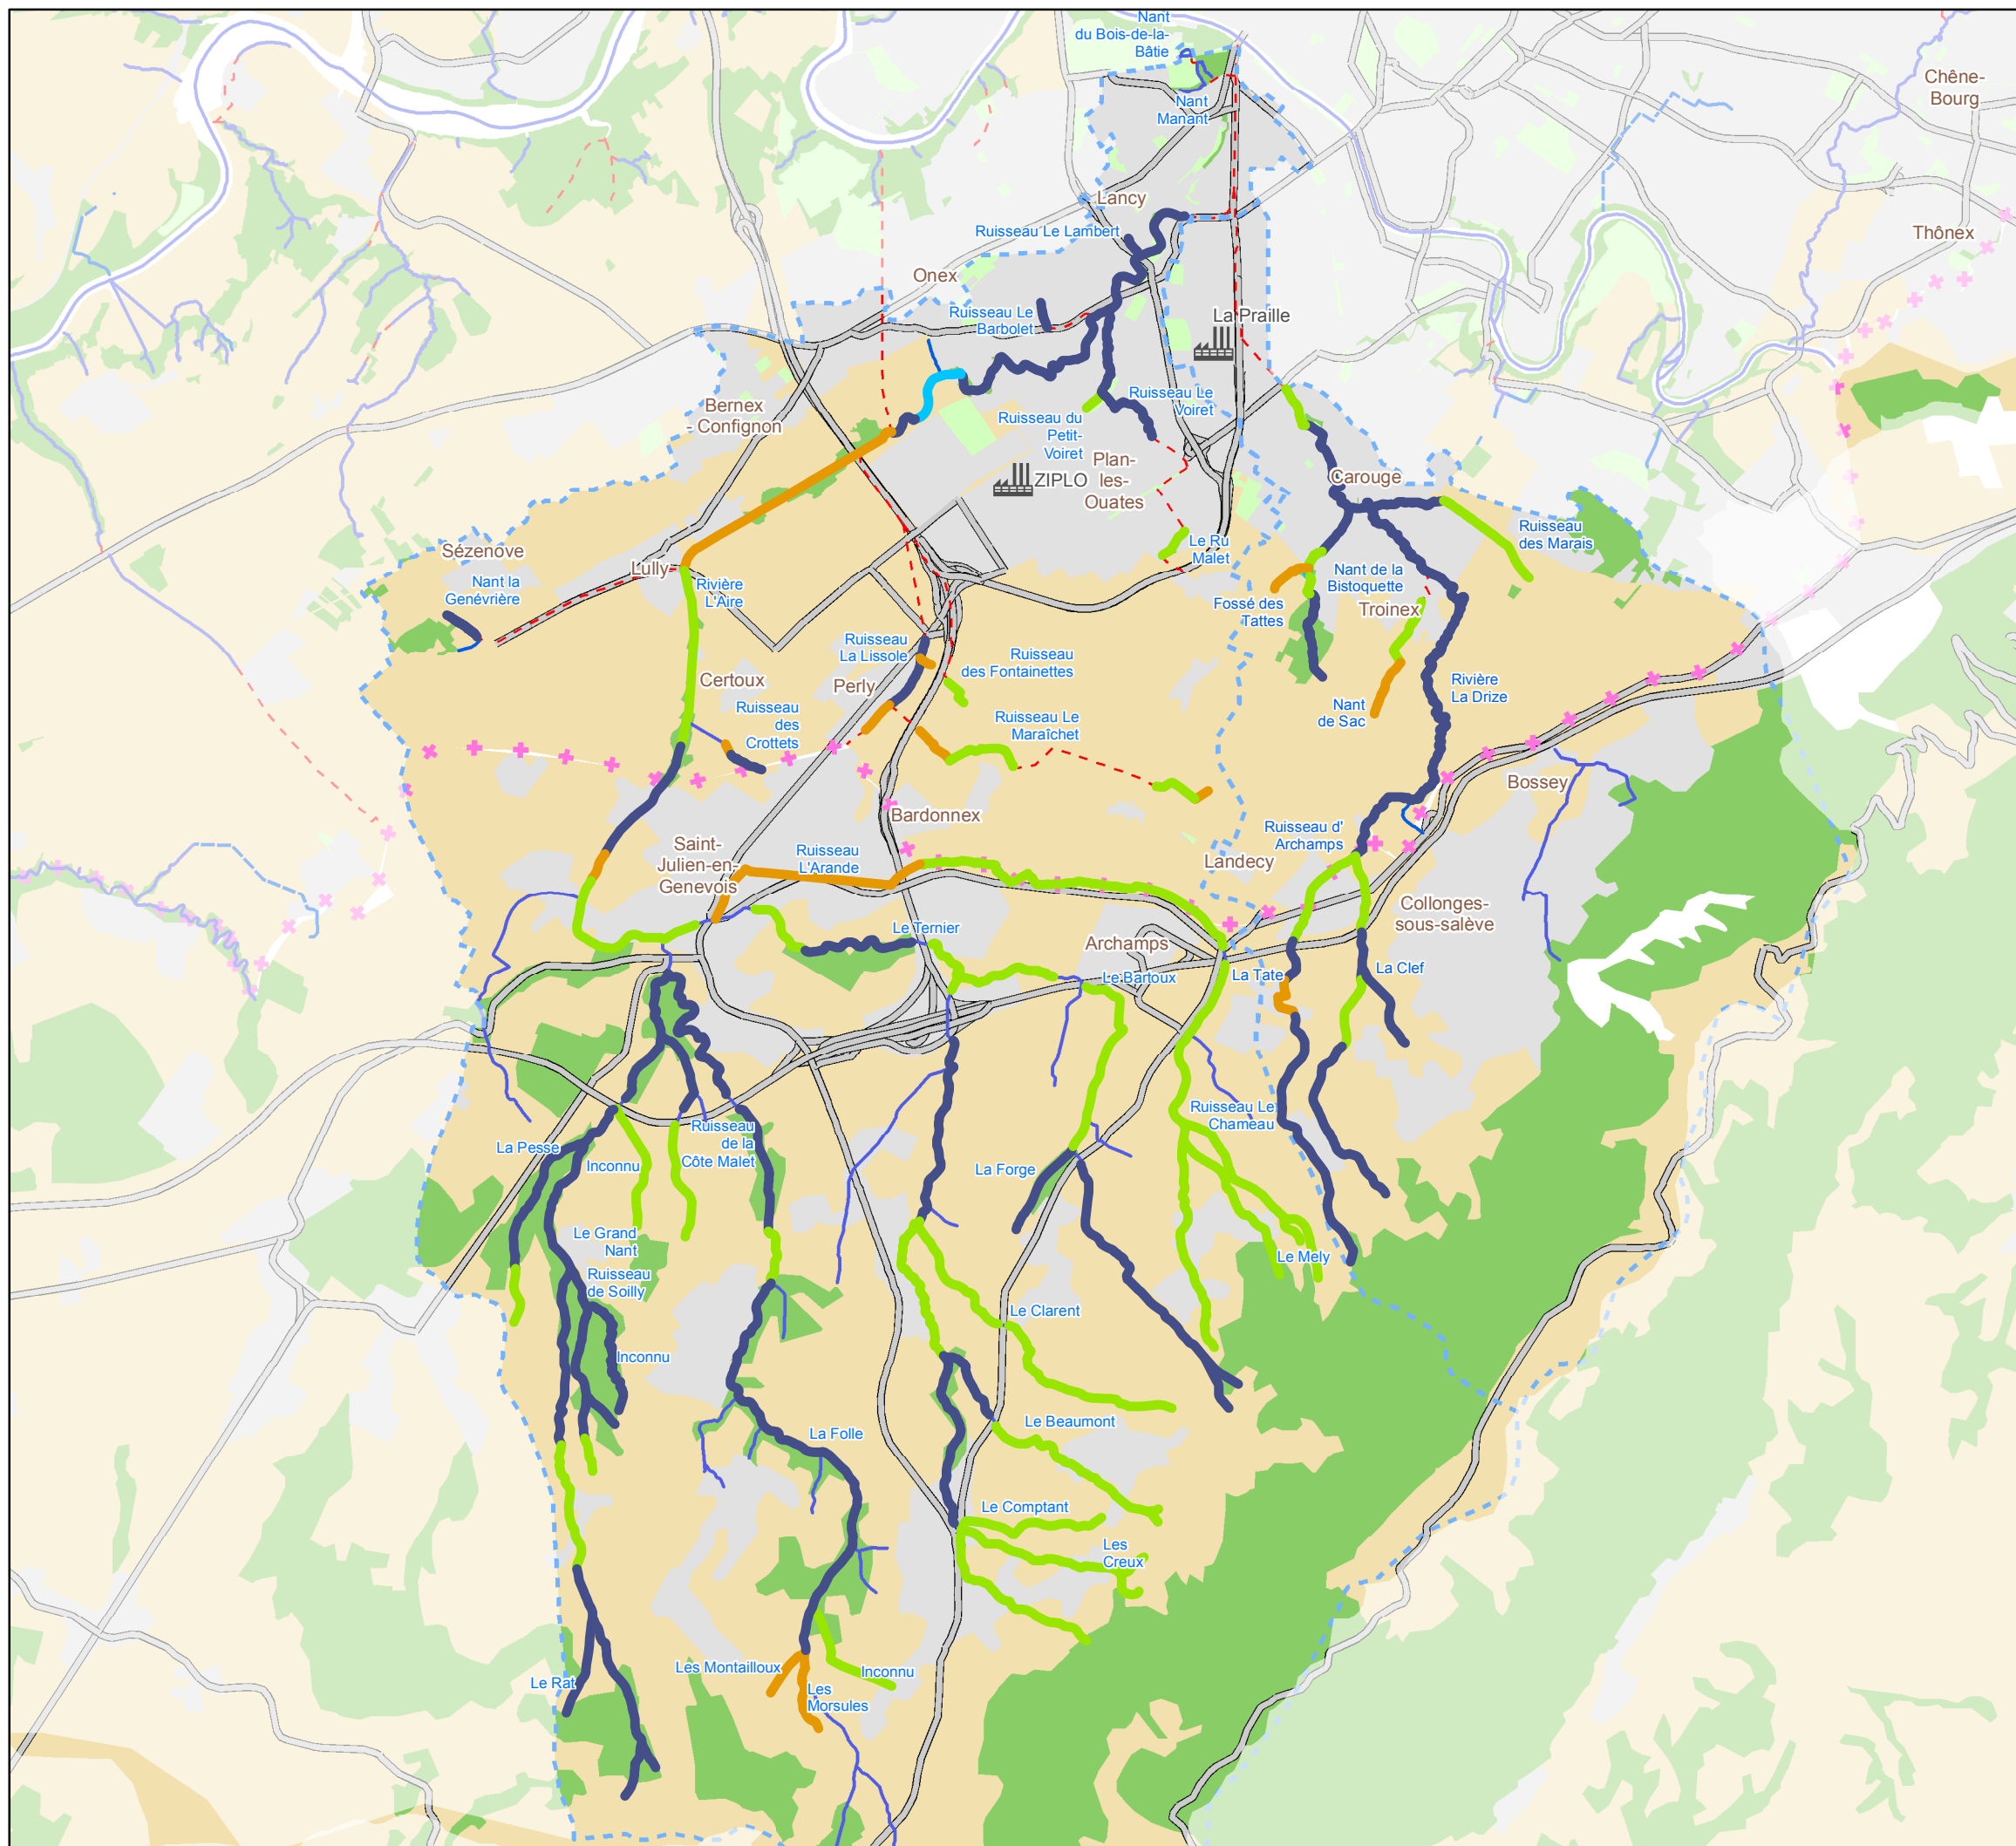 Nant
du Bois-de-la-
Bâtie
Chêne-
Bourg
Nant
Manant
Lancy
Ruisseau Le Lambert
Thônex
Onex
Ruisseau Le
Barbolet
La Praille
Bernex
- Confignon
Ruisseau Le
Voiret
Ruisseau du
Petit-
Voiret
Plan-
les-
Ouates
ZIPLO
Carouge
Ruisseau
des Marais
Sézenove
Nant la
Genévrière
Lully
Rivière
L'Aire
Le Ru
Malet
Nant de la
Bistoquette
Fossé des
Tattes
Troinex
Ruisseau
La Lissole
Ruisseau
des Fontainettes
Certoux
Perly
Rivière
La Drize
Ruisseau
des
Crottets
Ruisseau Le
Maraîchet
Nant
de Sac
Bossey
Bardonnex
Ruisseau d'
Archamps
Saint-
Julien-en-
Genevois
Ruisseau
L'Arande
Landecy
Collonges-
sous-salève
Le Ternier
Archamps
Le Bartoux
La Tate
La Clef
Ruisseau Le
Chameau
La Pesse
Inconnu
Ruisseau
de la
Côte Malet
La Forge
Le Grand
Nant
Le Mely
Ruisseau
de Soilly
Le Clarent
Inconnu
Le Beaumont
La Folle
Le Comptant
Les
Creux
Les Montailloux
Inconnu
Le Rat
Les
Morsules